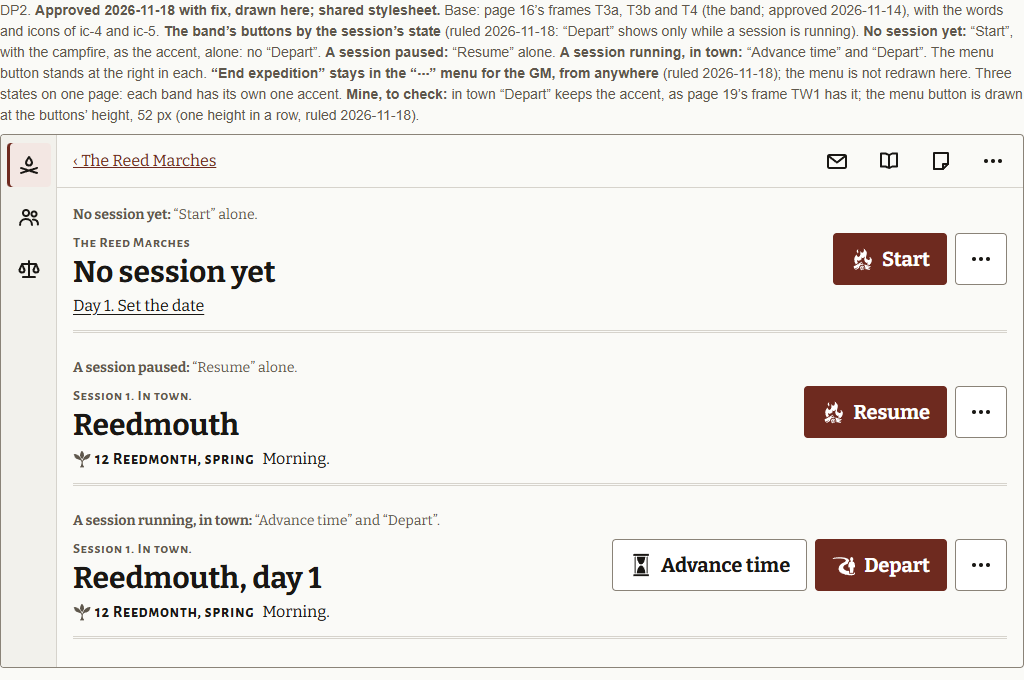 DP2. Approved 2026-11-18 with fix, drawn here; shared stylesheet. Base: page 16’s frames T3a, T3b and T4 (the band; approved 2026-11-14), with the words
and icons of ic-4 and ic-5. The band’s buttons by the session’s state (ruled 2026-11-18: “Depart” shows only while a session is running). No session yet: “Start”,
with the campfire, as the accent, alone: no “Depart”. A session paused: “Resume” alone. A session running, in town: “Advance time” and “Depart”. The menu
button stands at the right in each. “End expedition” stays in the “···” menu for the GM, from anywhere (ruled 2026-11-18); the menu is not redrawn here. Three
states on one page: each band has its own one accent. Mine, to check: in town “Depart” keeps the accent, as page 19’s frame TW1 has it; the menu button is drawn
at the buttons’ height, 52 px (one height in a row, ruled 2026-11-18).
‹ The Reed Marches
No session yet: “Start” alone.
The Reed Marches
No session yet
Start
Day 1. Set the date
A session paused: “Resume” alone.
Session 1. In town.
Reedmouth
Resume
12 Reedmonth, spring Morning.
A session running, in town: “Advance time” and “Depart”.
Session 1. In town.
Reedmouth, day 1
Advance time
Depart
12 Reedmonth, spring Morning.